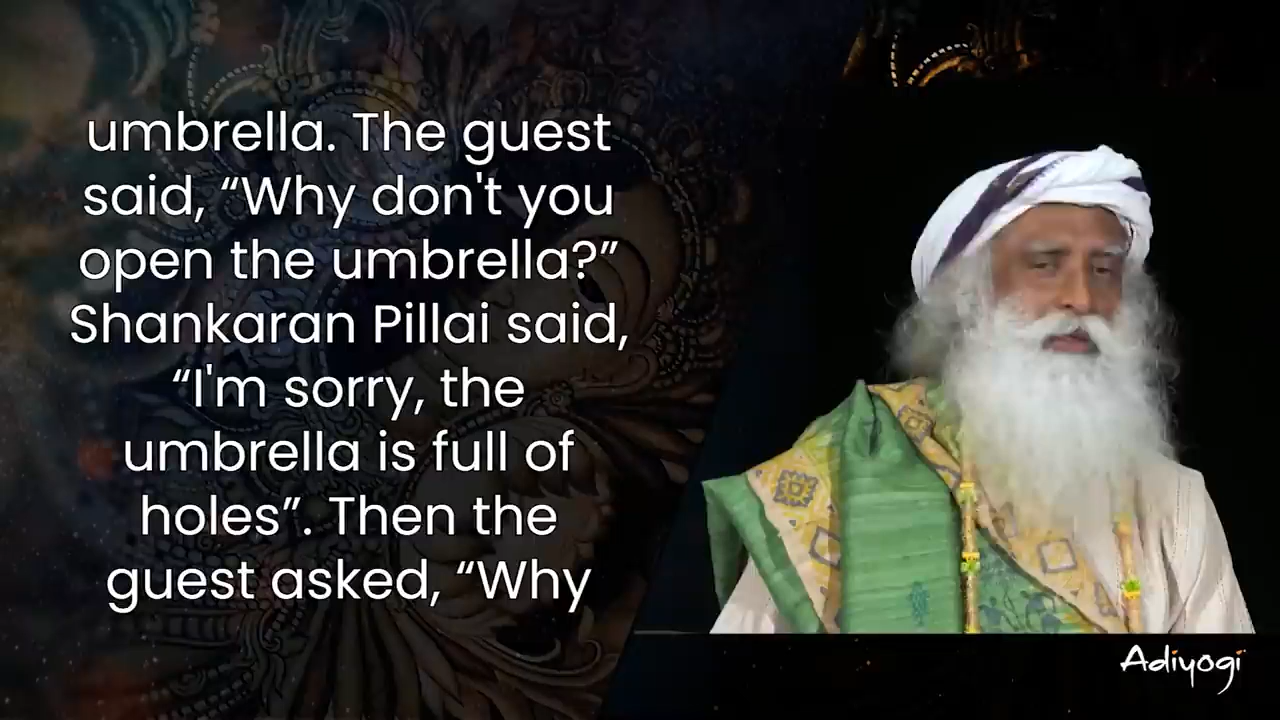 umbrella. The guest
said, “Why don't you
open the umbrella?”
Shankaran Pillai said,
“I'm sorry, the
umbrella is full of
holes”. Then the
guest asked, “Why
Adiyogi